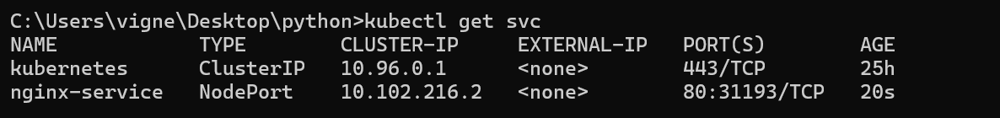 C:\Users\vigne\Desktop\python>kubectl get svc
NAME            TYPE        CLUSTER-IP     EXTERNAL-IP   PORT(S)        AGE
kubernetes      ClusterIP   10.96.0.1      <none>        443/TCP        25h
nginx-service   NodePort    10.102.216.2   <none>        80:31193/TCP   20s